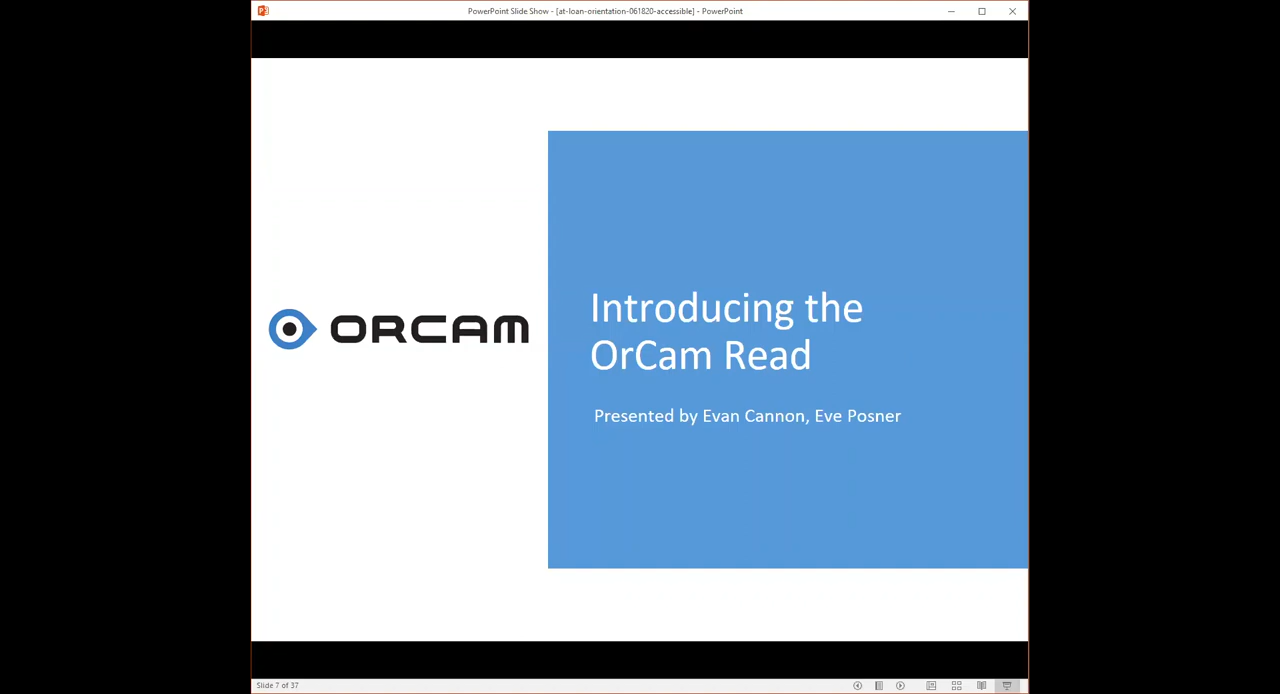 PowerPoint Slide Show - [at-loan-orientation-061820-accessible] - PowerPoint
ORCAM
Introducing the
OrCam Read
Presented by Evan Cannon, Eve Posner
Slide 7 of 37